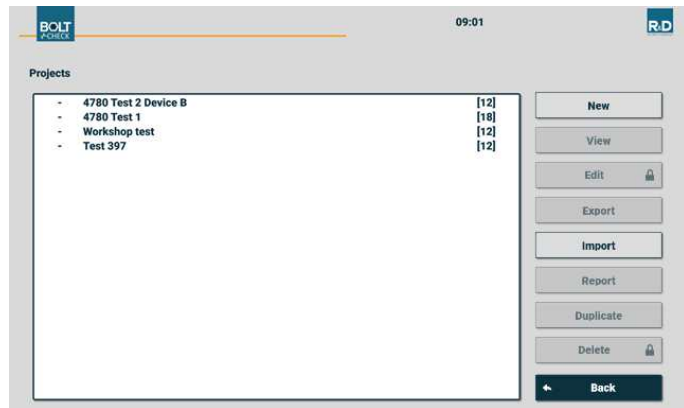 BOLT
✓CHECK
09:01
R&D
Projects
- 4780 Test 2 Device B [12]
- 4780 Test 1 [18]
- Workshop test [12]
- Test 397 [12]
New
View
Edit
Export
Import
Report
Duplicate
Delete
Back